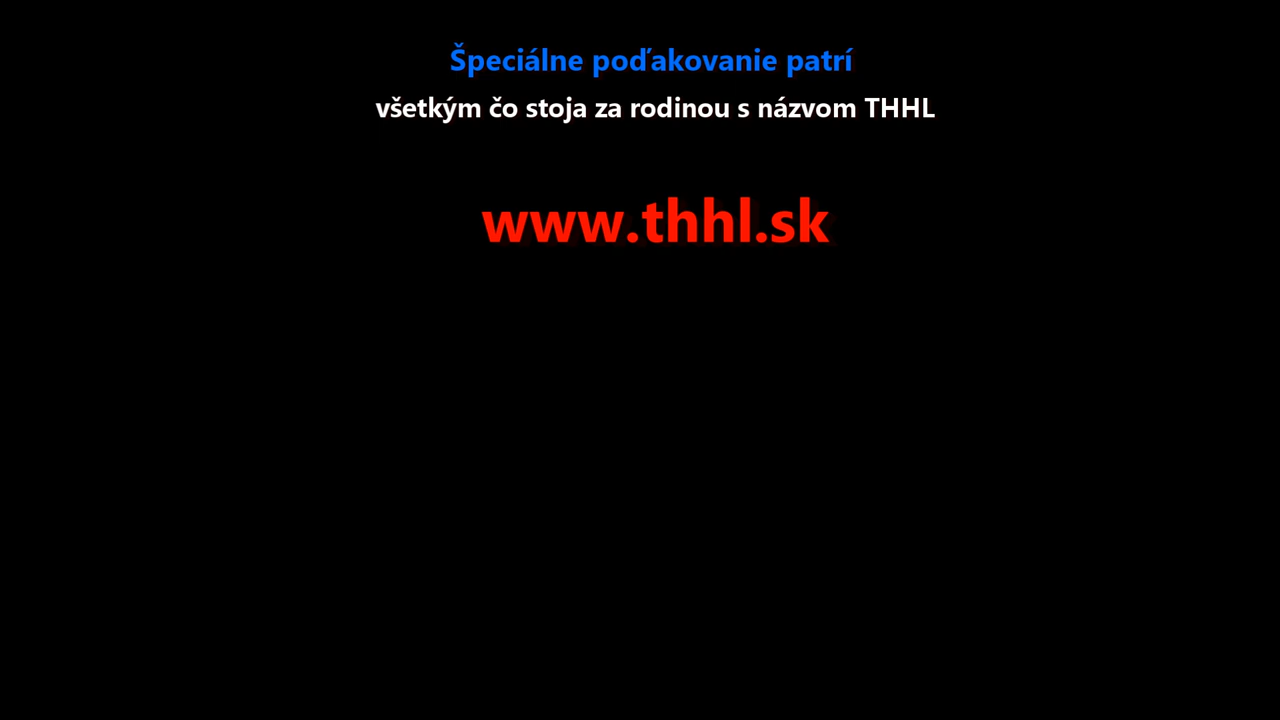 Špeciálne poďakovanie patrí
všetkým čo stoja za rodinou s názvom THHL
www.thhl.sk